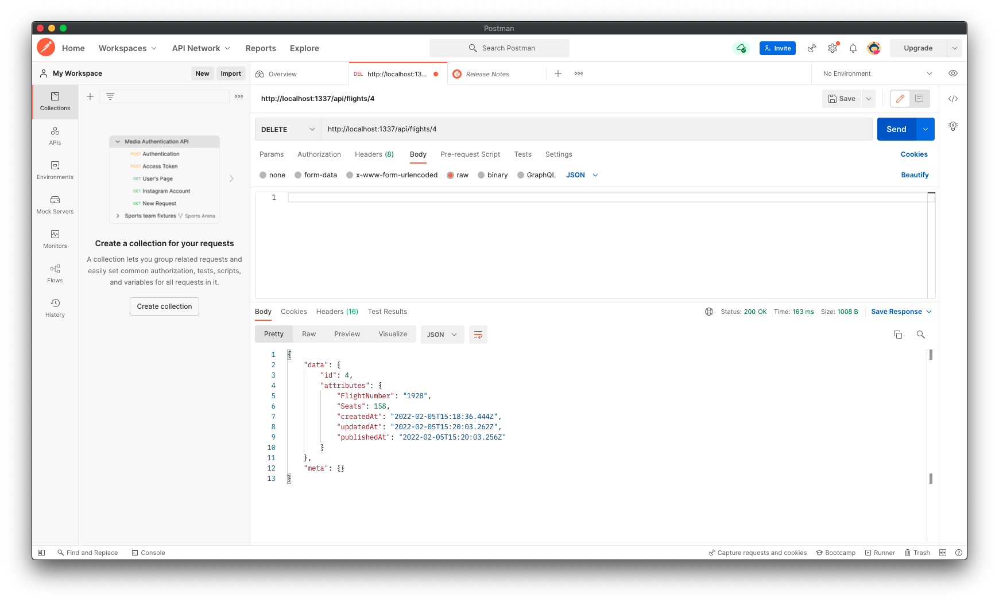 Postman
Home Workspaces API Network Reports Explore
Search Postman
Invite Upgrade
My Workspace New Import
Overview DEL http://localhost:13... Release Notes No Environment
Collections
APIs
Environments
Mock Servers
Monitors
Flows
History
Media Authentication API
POST Authentication
POST Access Token
GET User's Page
GET Instagram Account
GET New Request
Sports team fixtures Sports Arena
Create a collection for your requests
A collection lets you group related requests and
easily set common authorization, tests, scripts,
and variables for all requests in it.
Create collection
http://localhost:1337/api/flights/4 Save
DELETE http://localhost:1337/api/flights/4 Send
Params Authorization Headers (8) Body Pre-request Script Tests Settings Cookies
none form-data x-www-form-urlencoded raw binary GraphQL JSON Beautify
1
Body Cookies Headers (16) Test Results Status: 200 OK Time: 163 ms Size: 1008 B Save Response
Pretty Raw Preview Visualize JSON
1 {
2 "data": {
3 "id": 4,
4 "attributes": {
5 "FlightNumber": "1928",
6 "Seats": 158,
7 "createdAt": "2022-02-05T15:18:36.444Z",
8 "updatedAt": "2022-02-05T15:20:03.262Z",
9 "publishedAt": "2022-02-05T15:20:03.256Z"
10 }
11 },
12 "meta": {}
13 }
Find and Replace Console Capture requests and cookies Bootcamp Runner Trash